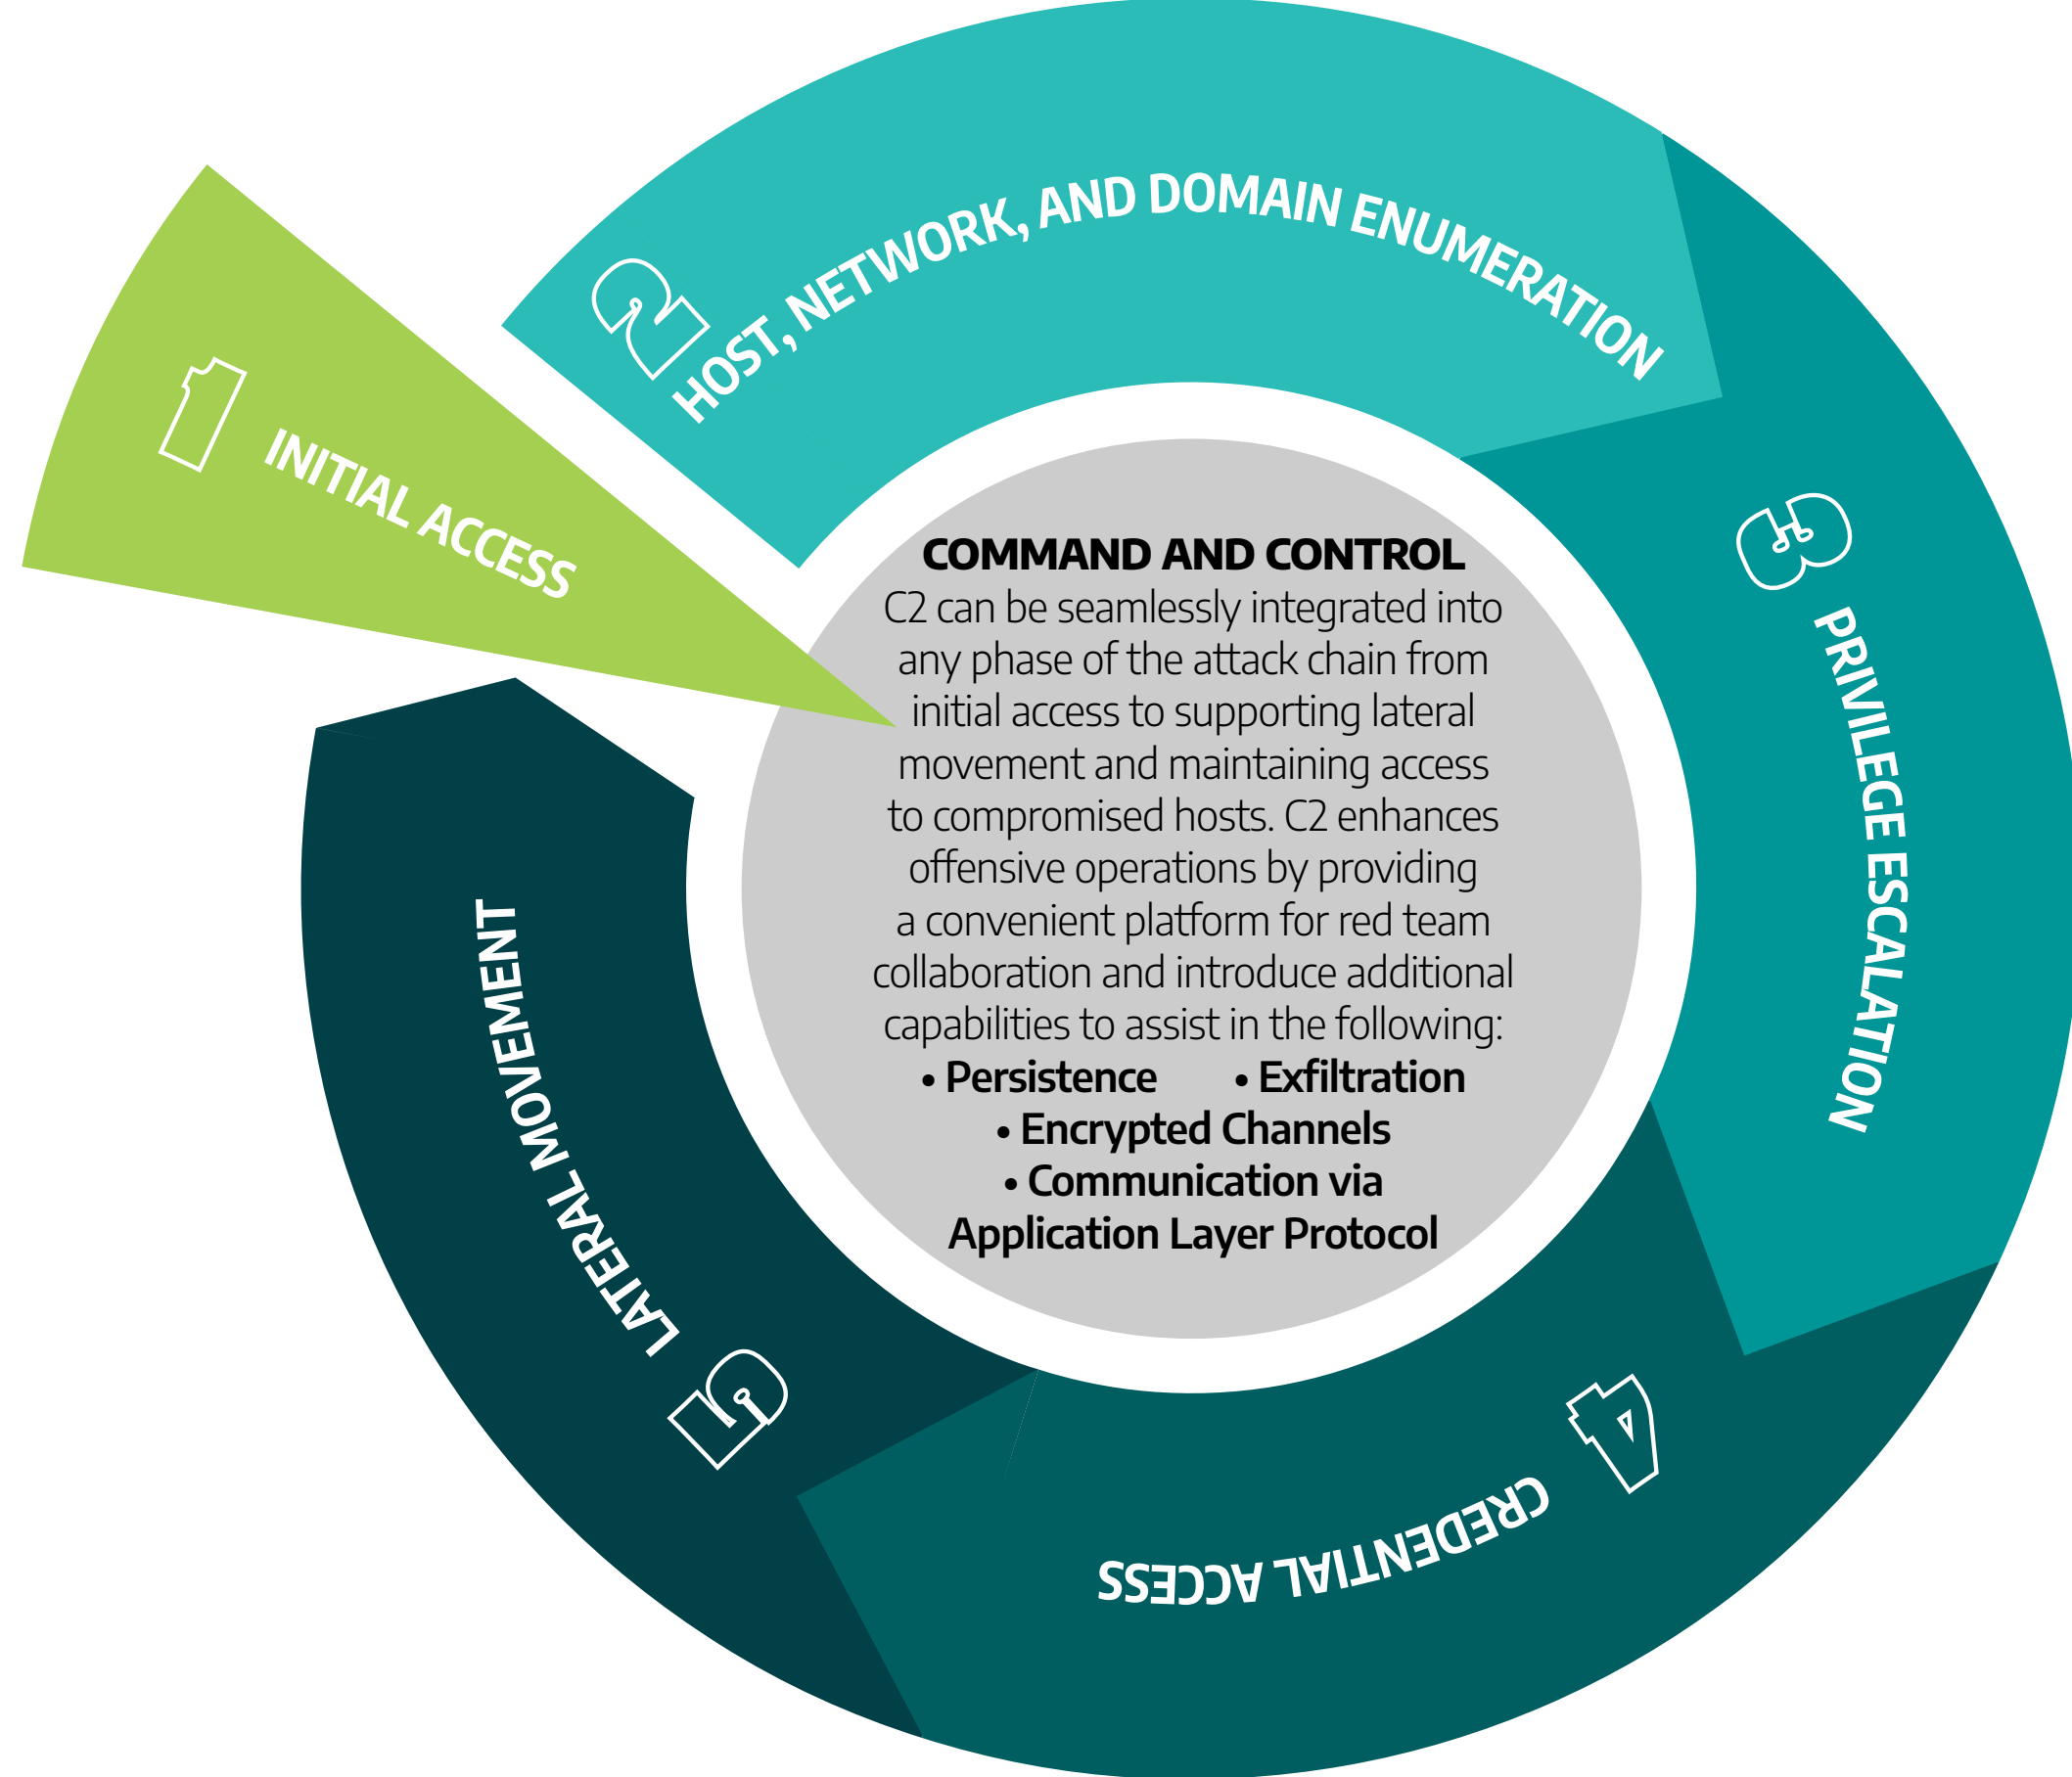 1
INITIAL ACCESS
2
HOST, NETWORK, AND DOMAIN ENUMERATION
3
PRIVILEGE ESCALATION
4
CREDENTIAL ACCESS
5
LATERAL MOVEMENT
COMMAND AND CONTROL
C2 can be seamlessly integrated into
any phase of the attack chain from
initial access to supporting lateral
movement and maintaining access
to compromised hosts. C2 enhances
offensive operations by providing
a convenient platform for red team
collaboration and introduce additional
capabilities to assist in the following:
• Persistence • Exfiltration
• Encrypted Channels
• Communication via
Application Layer Protocol